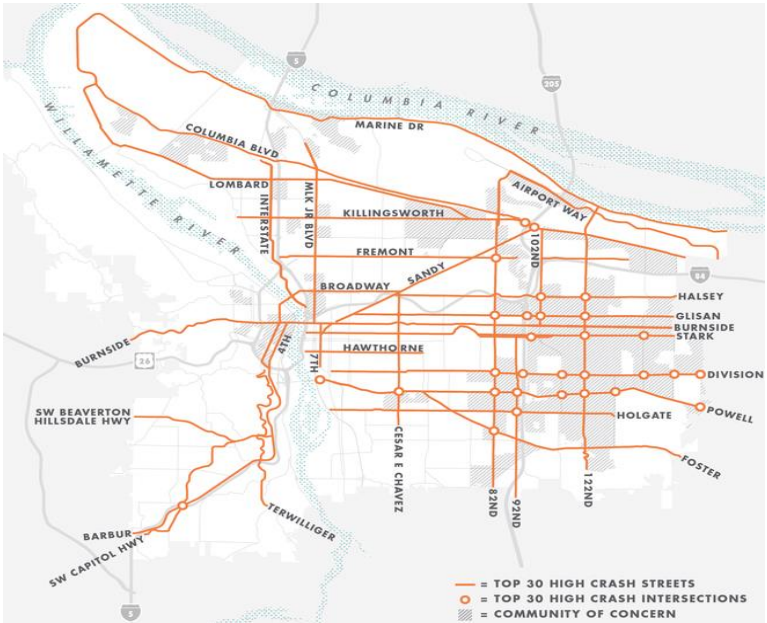 5
205
COLUMBIA RIVER
MARINE DR
WILLAMETTE RIVER
COLUMBIA BLVD
LOMBARD
INTERSTATE
MLK JR BLVD
AIRPORT WAY
KILLINGSWORTH
102ND
FREMONT
SANDY
84
BROADWAY
HALSEY
GLISAN
BURNSIDE
STARK
BURNSIDE
26
4TH
7TH
HAWTHORNE
DIVISION
POWELL
SW BEAVERTON
HILLSDALE HWY
HOLGATE
CESAR E CHAVEZ
FOSTER
82ND
92ND
122ND
TERWILLIGER
BARBUR
SW CAPITOL HWY
5
= TOP 30 HIGH CRASH STREETS
= TOP 30 HIGH CRASH INTERSECTIONS
= COMMUNITY OF CONCERN